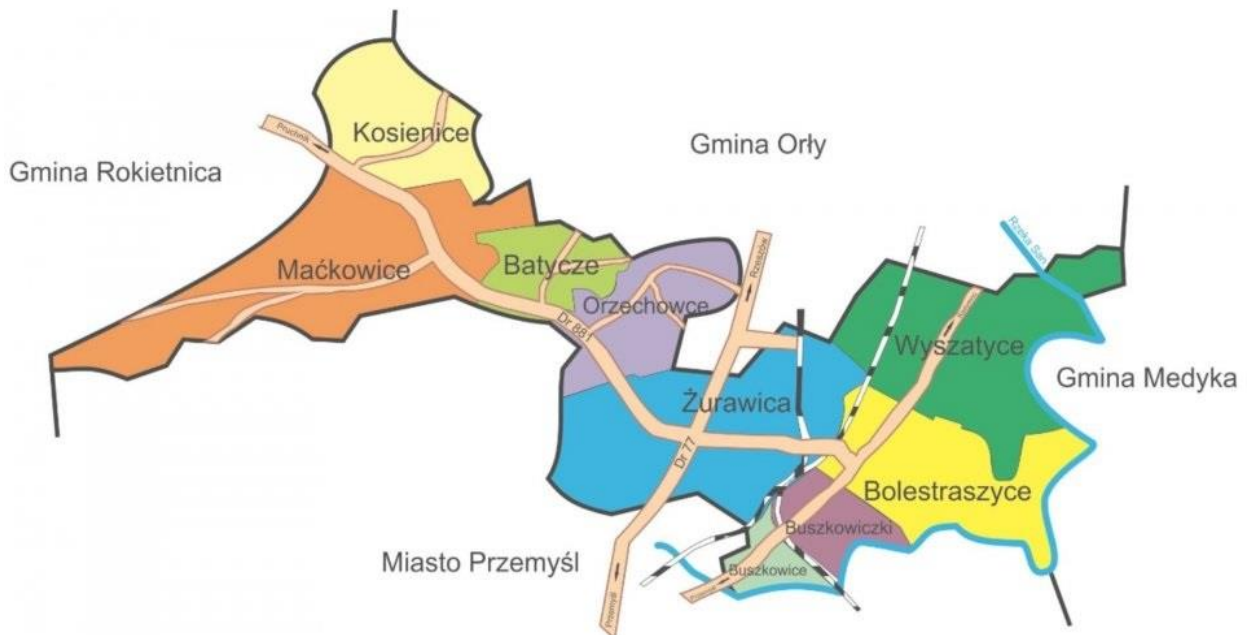 Kosienice
Pruchnik
Gmina Orły
Gmina Rokietnica
Rzeka San
Maćkowice
Batycze
Rzeszów
Orzechowce
Dr 881
Wyszatyce
Gmina Medyka
Żurawica
Dr 77
Bolestraszyce
Buszkowiczki
Miasto Przemyśl
Buszkowice
Przemyśl